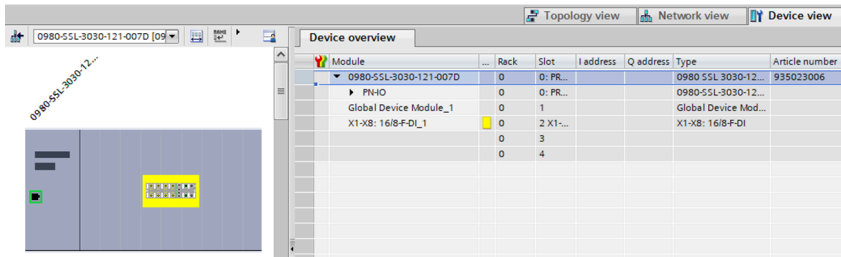 Topology view Network view Device view
0980-SSL-3030-121-007D [09
Device overview
Module ... Rack Slot I address Q address Type Article number
0980-SSL-3030-121-007D 0 0: PR... 0980 SSL 3030-12... 935023006
PN-IO 0 0: PR... 0980-SSL-3030-12...
Global Device Module_1 0 1 Global Device Mod...
X1-X8: 16/8-F-DI_1 0 2 X1-... X1-X8: 16/8-F-DI
0 3
0 4
0980-SSL-3030-12...